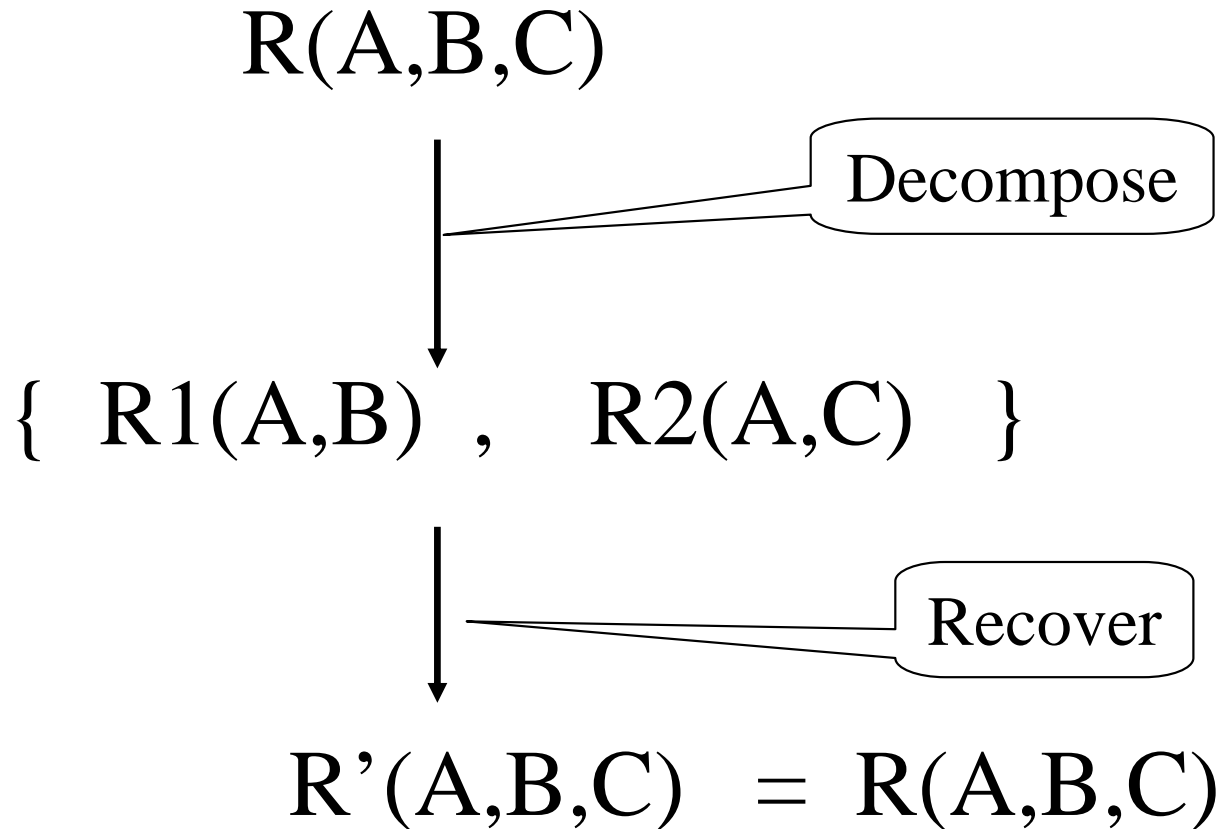 R(A,B,C)
Decompose
{ R1(A,B) , R2(A,C) }
Recover
R’(A,B,C) = R(A,B,C)